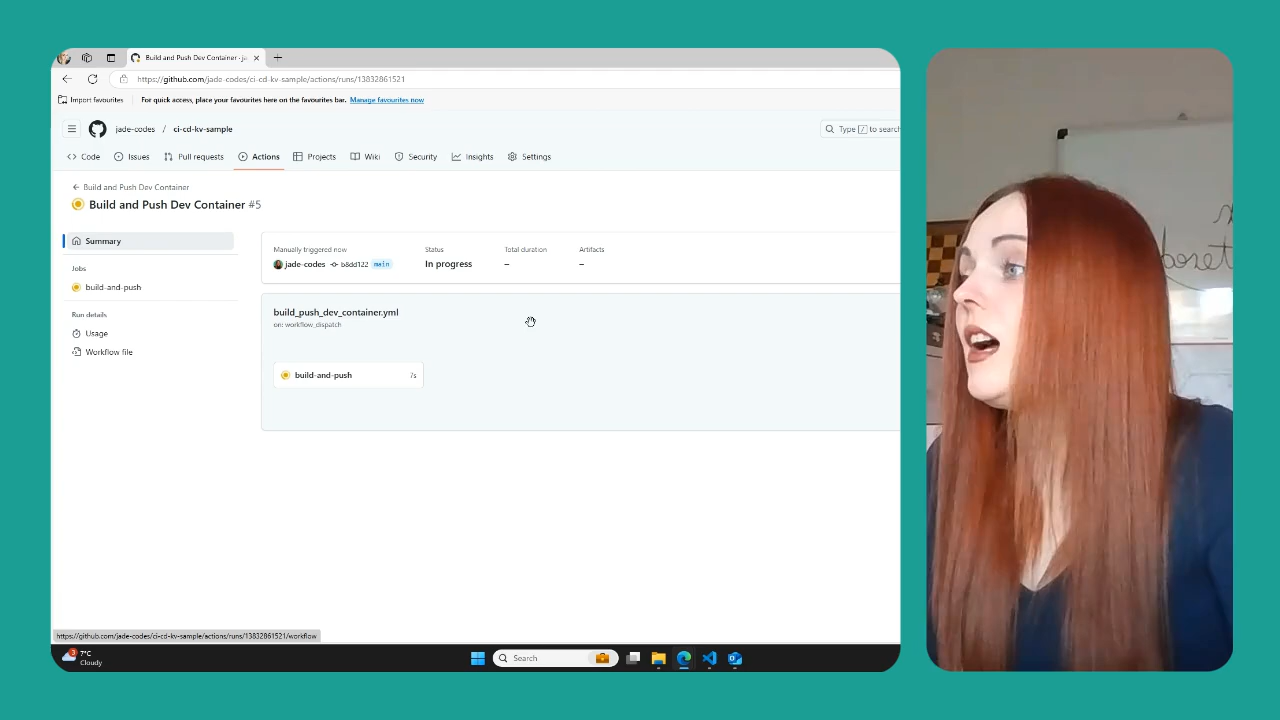 Build and Push Dev Container · ja
https://github.com/jade-codes/ci-cd-kv-sample/actions/runs/13832861521
Import favourites
For quick access, place your favourites here on the favourites bar. Manage favourites now
jade-codes / ci-cd-kv-sample
Type / to search
Code
Issues
Pull requests
Actions
Projects
Wiki
Security
Insights
Settings
Build and Push Dev Container
Build and Push Dev Container #5
Summary
Jobs
build-and-push
Run details
Usage
Workflow file
Manually triggered now
jade-codes b8dd122 main
Status
In progress
Total duration
–
Artifacts
–
build_push_dev_container.yml
on: workflow_dispatch
build-and-push 7s
https://github.com/jade-codes/ci-cd-kv-sample/actions/runs/13832861521/workflow
3
7°C
Cloudy
Search